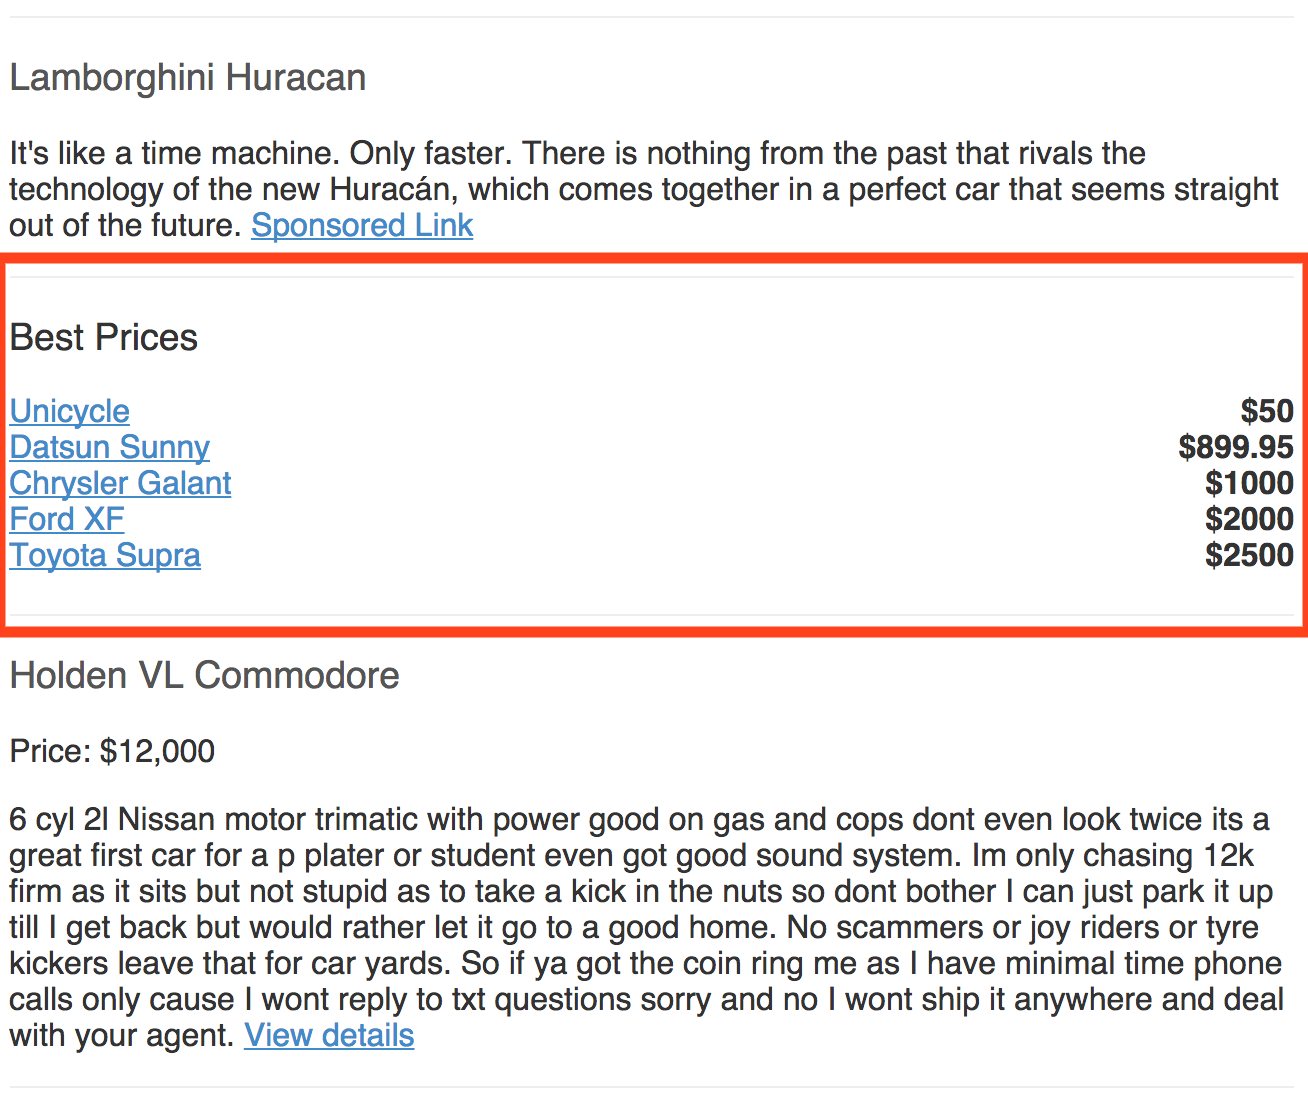 Lamborghini Huracan
It's like a time machine. Only faster. There is nothing from the past that rivals the
technology of the new Huracán, which comes together in a perfect car that seems straight
out of the future. Sponsored Link
Best Prices
Unicycle $50
Datsun Sunny $899.95
Chrysler Galant $1000
Ford XF $2000
Toyota Supra $2500
Holden VL Commodore
Price: $12,000
6 cyl 2l Nissan motor trimatic with power good on gas and cops dont even look twice its a
great first car for a p plater or student even got good sound system. Im only chasing 12k
firm as it sits but not stupid as to take a kick in the nuts so dont bother I can just park it up
till I get back but would rather let it go to a good home. No scammers or joy riders or tyre
kickers leave that for car yards. So if ya got the coin ring me as I have minimal time phone
calls only cause I wont reply to txt questions sorry and no I wont ship it anywhere and deal
with your agent. View details